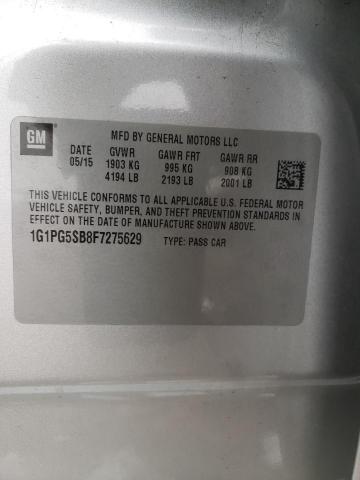 GM
MFD BY GENERAL MOTORS LLC
DATE GVWR GAWR FRT GAWR RR
05/15 1903 KG 995 KG 908 KG
4194 LB 2193 LB 2001 LB
THIS VEHICLE CONFORMS TO ALL APPLICABLE U.S. FEDERAL MOTOR
VEHICLE SAFETY, BUMPER, AND THEFT PREVENTION STANDARDS IN
EFFECT ON THE DATE OF MANUFACTURE SHOWN ABOVE.
1G1PG5SB8F7275629 TYPE: PASS CAR